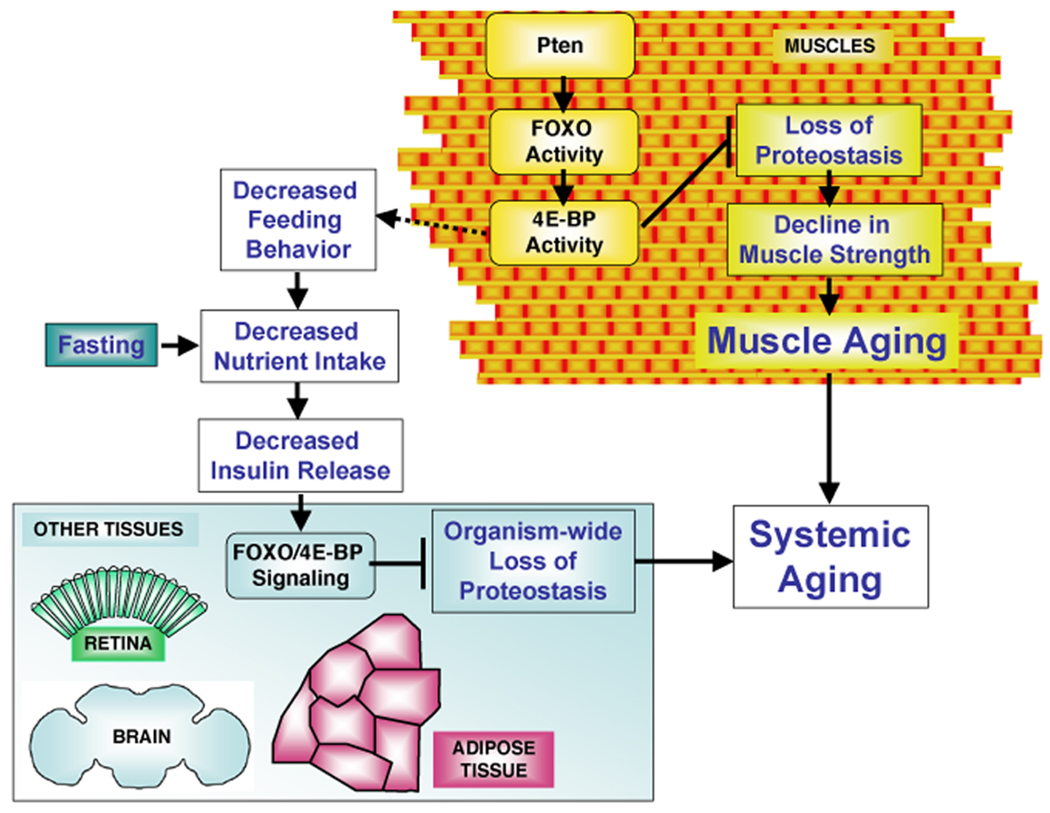 Pten
MUSCLES
FOXO
Activity
Loss of
Proteostasis
4E-BP
Activity
Decline in
Muscle Strength
Muscle Aging
Decreased
Feeding
Behavior
Fasting
Decreased
Nutrient Intake
Decreased
Insulin Release
OTHER TISSUES
FOXO/4E-BP
Signaling
Organism-wide
Loss of
Proteostasis
Systemic
Aging
RETINA
BRAIN
ADIPOSE
TISSUE